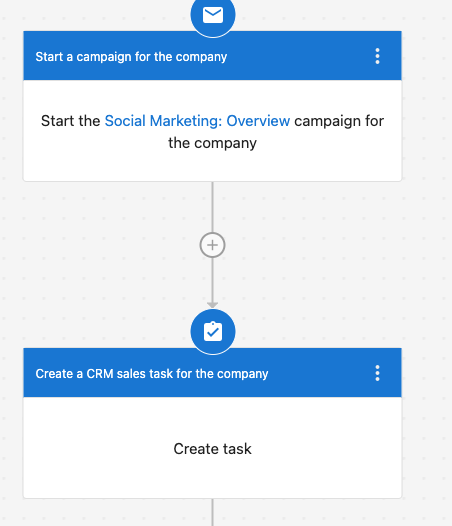 Start a campaign for the company
Start the Social Marketing: Overview campaign for
the company
Create a CRM sales task for the company
Create task